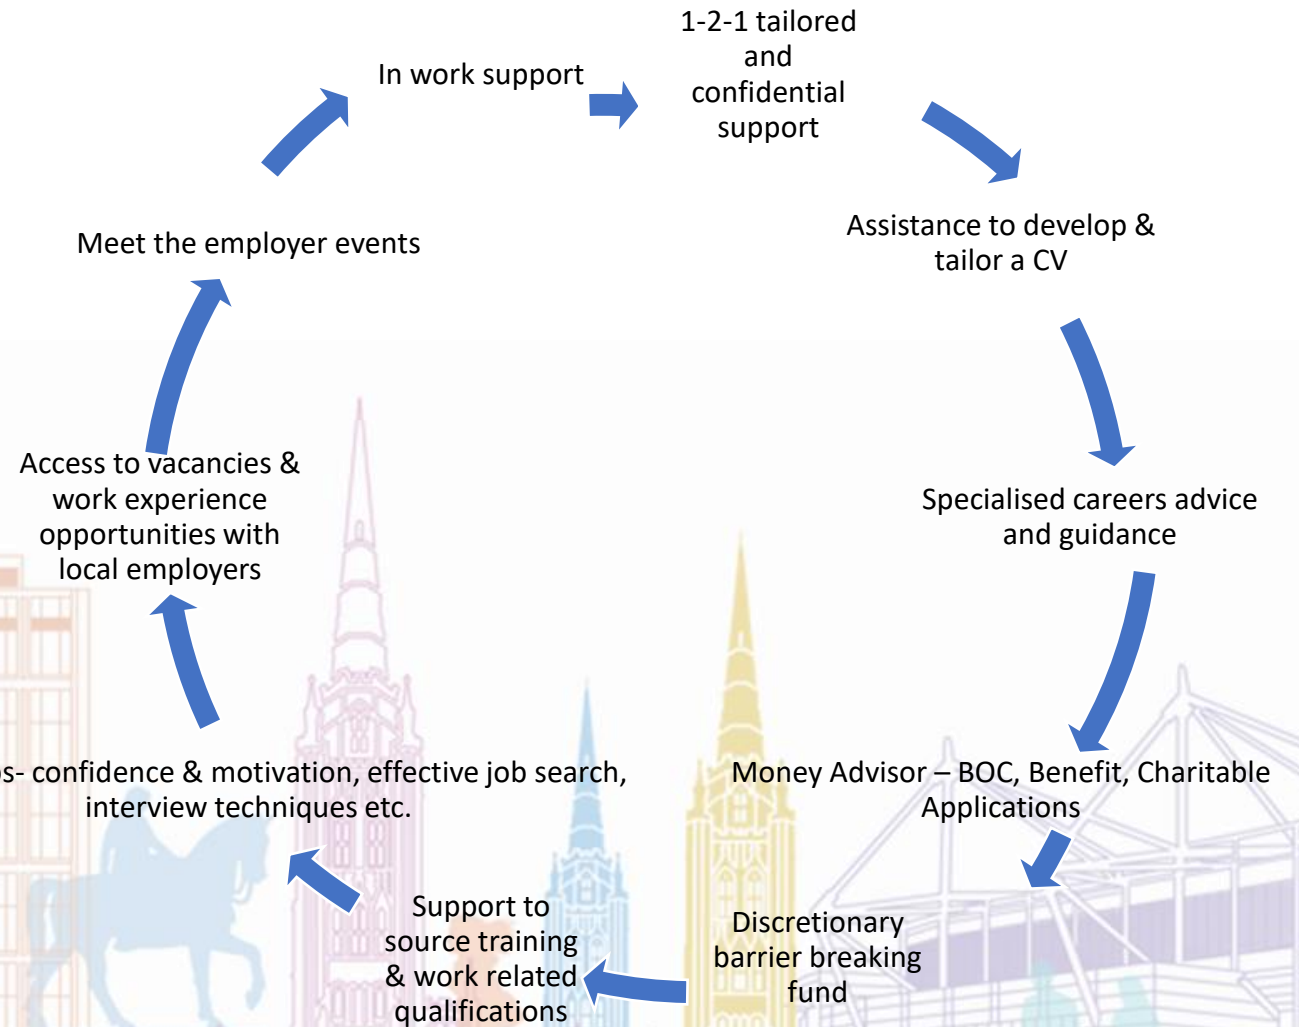 1-2-1 tailored
and
confidential
support
Assistance to develop &
tailor a CV
Specialised careers advice
and guidance
Money Advisor – BOC, Benefit, Charitable
Applications
Discretionary
barrier breaking
fund
Support to
source training
& work related
qualifications
- confidence & motivation, effective job search,
interview techniques etc.
Access to vacancies &
work experience
opportunities with
local employers
Meet the employer events
In work support